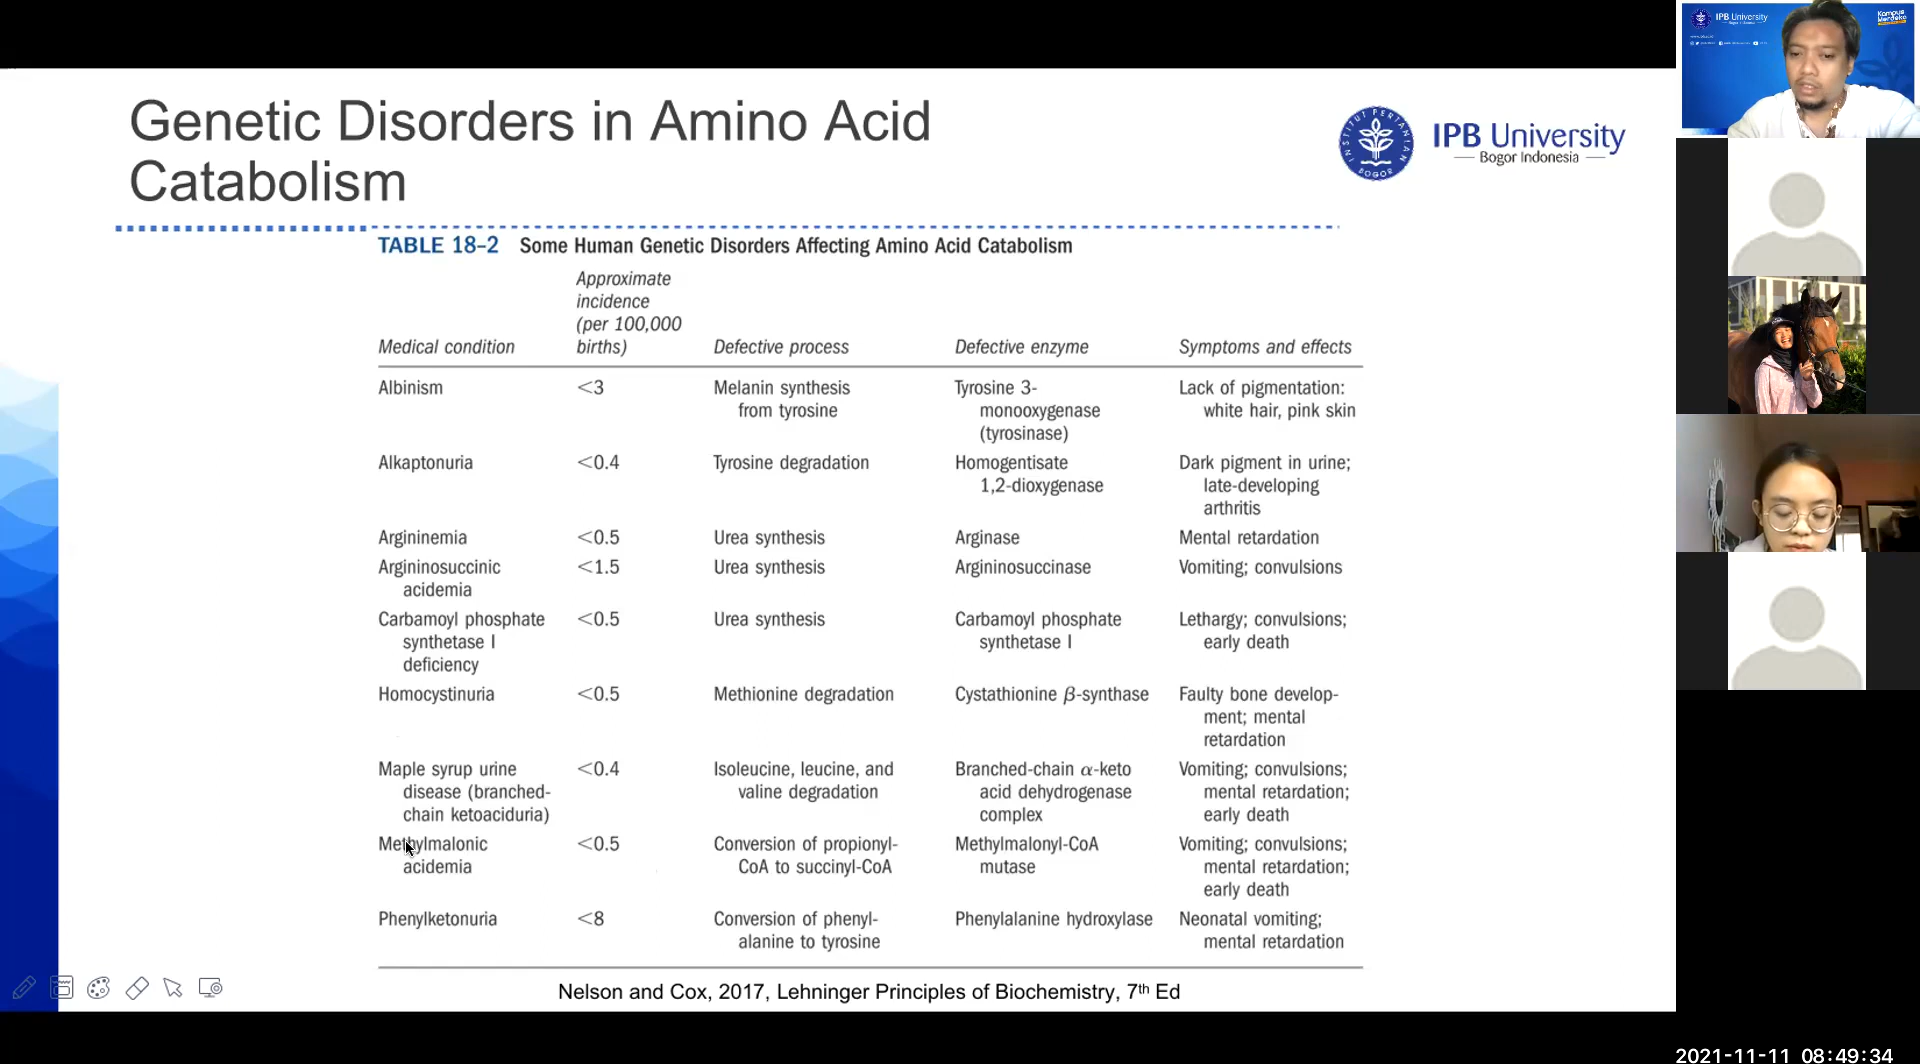 Genetic Disorders in Amino Acid
Catabolism
INSTITUT PERTANIAN
BOGOR
IPB University
Bogor Indonesia
TABLE 18–2 Some Human Genetic Disorders Affecting Amino Acid Catabolism
Approximate
incidence
(per 100,000
Medical condition births) Defective process Defective enzyme Symptoms and effects
Albinism <3 Melanin synthesis Tyrosine 3- Lack of pigmentation:
from tyrosine monooxygenase white hair, pink skin
(tyrosinase)
Alkaptonuria <0.4 Tyrosine degradation Homogentisate Dark pigment in urine;
1,2-dioxygenase late-developing
arthritis
Argininemia <0.5 Urea synthesis Arginase Mental retardation
Argininosuccinic <1.5 Urea synthesis Argininosuccinase Vomiting; convulsions
acidemia
Carbamoyl phosphate <0.5 Urea synthesis Carbamoyl phosphate Lethargy; convulsions;
synthetase I synthetase I early death
deficiency
Homocystinuria <0.5 Methionine degradation Cystathionine β-synthase Faulty bone develop-
ment; mental
retardation
Maple syrup urine <0.4 Isoleucine, leucine, and Branched-chain α-keto Vomiting; convulsions;
disease (branched- valine degradation acid dehydrogenase mental retardation;
chain ketoaciduria) complex early death
Methylmalonic <0.5 Conversion of propionyl- Methylmalonyl-CoA Vomiting; convulsions;
acidemia CoA to succinyl-CoA mutase mental retardation;
early death
Phenylketonuria <8 Conversion of phenyl- Phenylalanine hydroxylase Neonatal vomiting;
alanine to tyrosine mental retardation
Nelson and Cox, 2017, Lehninger Principles of Biochemistry, 7th Ed
IPB University
Kampus
Merdeka
2021-11-11 08:49:34